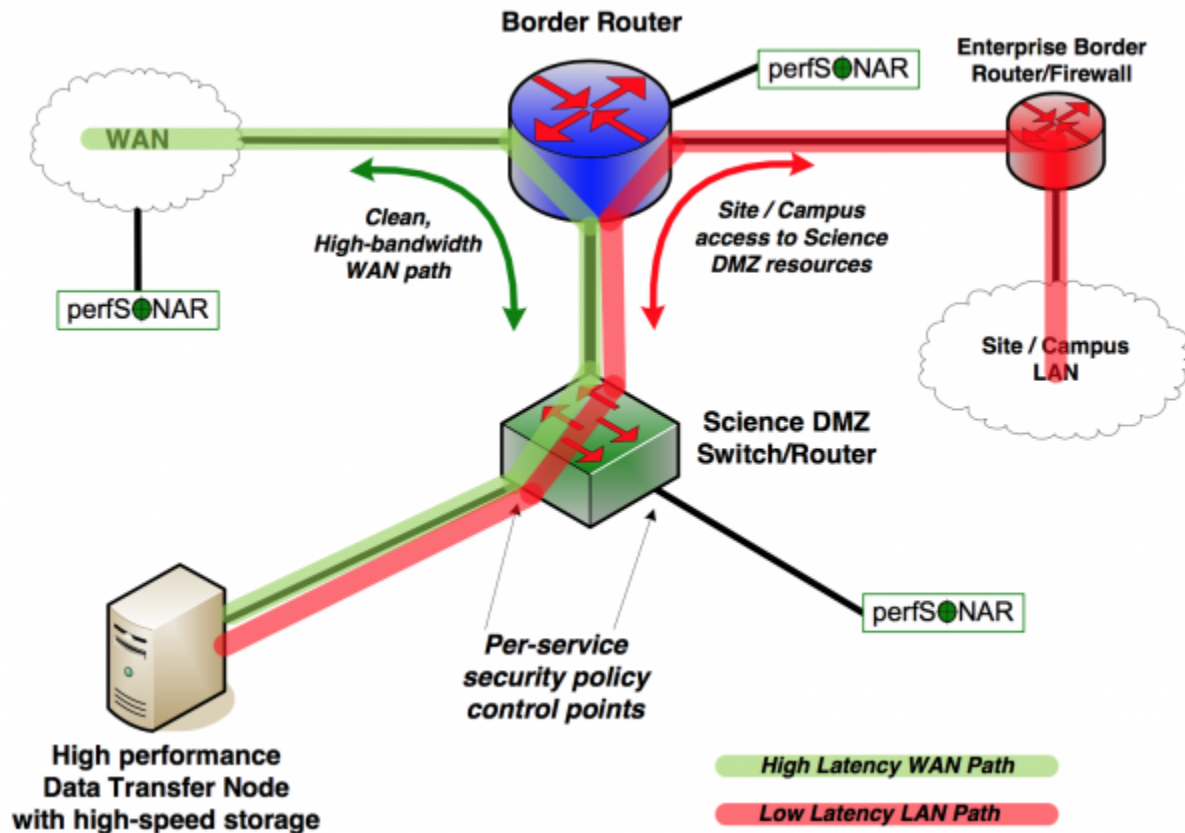 Border Router
perfSONAR
Enterprise Border
Router/Firewall
WAN
Clean,
High-bandwidth
WAN path
Site / Campus
access to Science
DMZ resources
perfSONAR
Site / Campus
LAN
Science DMZ
Switch/Router
perfSONAR
Per-service
security policy
control points
High performance
Data Transfer Node
with high-speed storage
High Latency WAN Path
Low Latency LAN Path